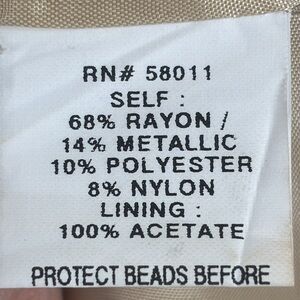 RN# 58011
SELF :
68% RAYON /
14% METALLIC
10% POLYESTER
8% NYLON
LINING :
100% ACETATE
PROTECT BEADS BEFORE